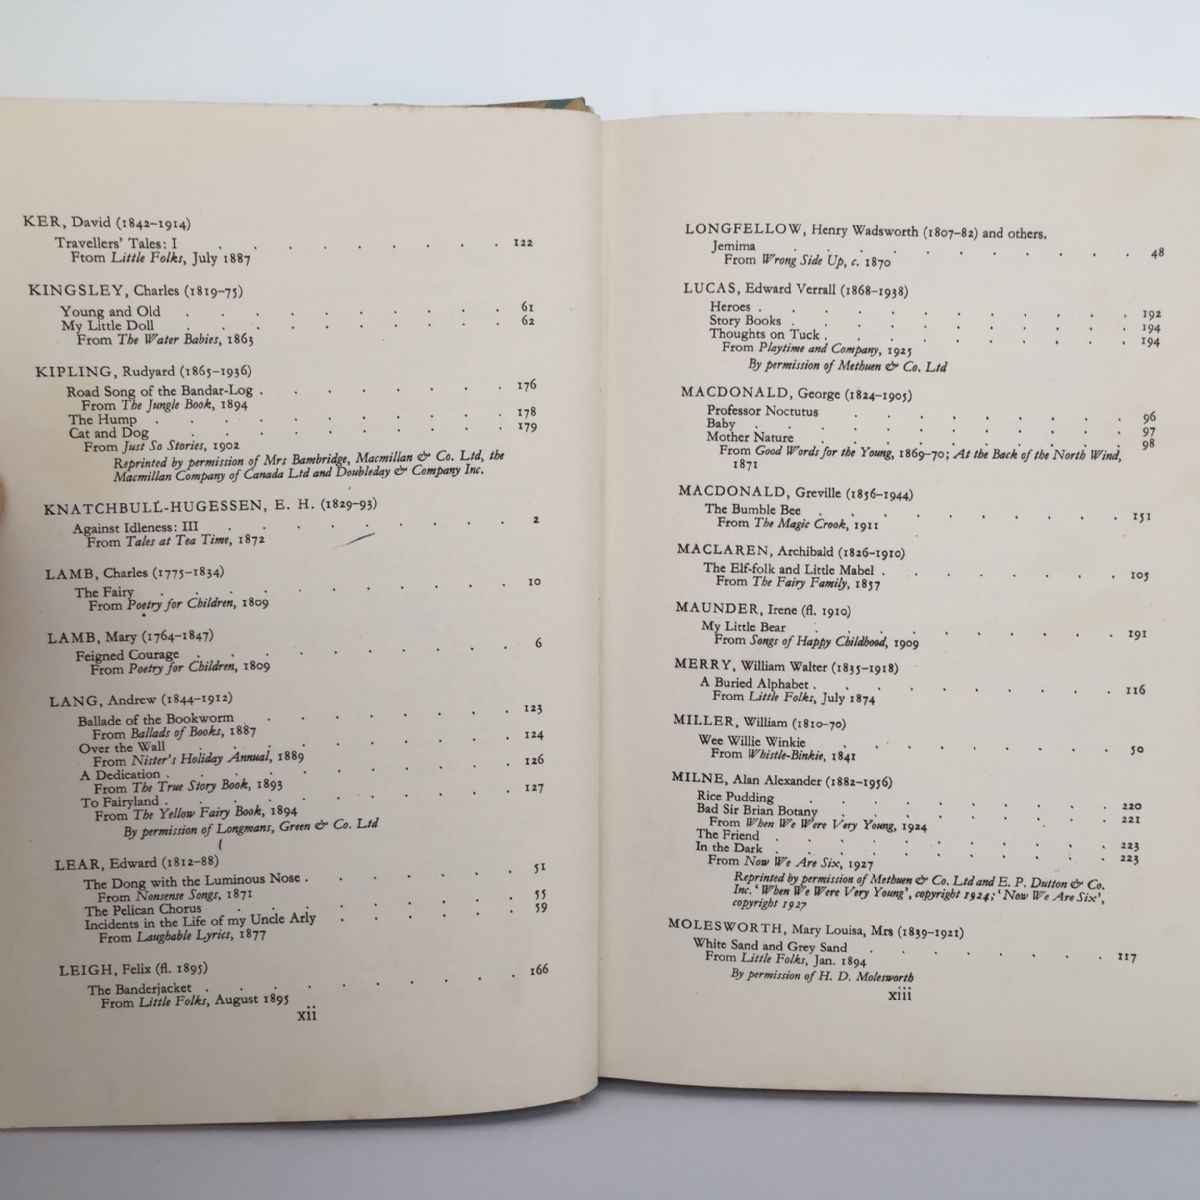 KER, David (1842–1914)
Travellers' Tales: I . . . . . . . . 122
Ftom Little Folks, July 1887
KINGSLEY, Charles (1819–75)
Young and Old . . . . . . . . 61
My Little Doll . . . . . . . . 62
From The Water Babies, 1863
KIPLING, Rudyard (1865–1936)
Road Song of the Bandar-Log . . . . . . . 176
From The Jungle Book, 1894
The Hump . . . . . . . . . 178
Cat and Dog . . . . . . . . 179
From Just So Stories, 1902
Reprinted by permission of Mrs Bambridge, Macmillan & Co. Ltd, the
Macmillan Company of Canada Ltd and Doubleday & Company Inc.
KNATCHBULL-HUGESSEN, E. H. (1829–93)
Against Idleness: III . . . . . . . . 2
From Tales at Tea Time, 1872
LAMB, Charles (1775–1834)
The Fairy . . . . . . . . . 10
From Poetry for Children, 1809
LAMB, Mary (1764–1847)
Feigned Courage . . . . . . . . 6
From Poetry for Children, 1809
LANG, Andrew (1844–1912)
Ballade of the Bookworm . . . . . . . 123
From Ballads of Books, 1887
Over the Wall . . . . . . . . 124
From Nister's Holiday Annual, 1889
A Dedication . . . . . . . . 126
From The True Story Book, 1893
To Fairyland . . . . . . . . 127
From The Yellow Fairy Book, 1894
By permission of Longmans, Green & Co. Ltd
LEAR, Edward (1812–88)
The Dong with the Luminous Nose . . . . . . 51
From Nonsense Songs, 1871
The Pelican Chorus . . . . . . . . 55
Incidents in the Life of my Uncle Arly . . . . . . 59
From Laughable Lyrics, 1877
LEIGH, Felix (fl. 1895)
The Banderjacket . . . . . . . . 166
From Little Folks, August 1895
xii
LONGFELLOW, Henry Wadsworth (1807–82) and others.
Jemima . . . . . . . . . 48
From Wrong Side Up, c. 1870
LUCAS, Edward Verrall (1868–1938)
Heroes . . . . . . . . . 192
Story Books . . . . . . . . . 194
Thoughts on Tuck . . . . . . . . 194
From Playtime and Company, 1925
By permission of Methuen & Co. Ltd
MACDONALD, George (1824–1905)
Professor Noctutus . . . . . . . . 96
Baby . . . . . . . . . . 97
Mother Nature . . . . . . . . 98
From Good Words for the Young, 1869–70; At the Back of the North Wind,
1871
MACDONALD, Greville (1856–1944)
The Bumble Bee . . . . . . . . 151
From The Magic Crook, 1911
MACLAREN, Archibald (1826–1910)
The Elf-folk and Little Mabel . . . . . . . 105
From The Fairy Family, 1857
MAUNDER, Irene (fl. 1910)
My Little Bear . . . . . . . . 191
From Songs of Happy Childhood, 1909
MERRY, William Walter (1835–1918)
A Buried Alphabet . . . . . . . . 116
From Little Folks, July 1874
MILLER, William (1810–70)
Wee Willie Winkie . . . . . . . . 50
From Whistle-Binkie, 1841
MILNE, Alan Alexander (1882–1956)
Rice Pudding . . . . . . . . 220
Bad Sir Brian Botany . . . . . . . . 221
From When We Were Very Young, 1924
The Friend . . . . . . . . . 223
In the Dark . . . . . . . . . 223
From Now We Are Six, 1927
Reprinted by permission of Methuen & Co. Ltd and E. P. Dutton & Co.
Inc. 'When We Were Very Young', copyright 1924; 'Now We Are Six',
copyright 1927
MOLESWORTH, Mary Louisa, Mrs (1839–1921)
White Sand and Grey Sand . . . . . . . 117
From Little Folks, Jan. 1894
By permission of H. D. Molesworth
xiii